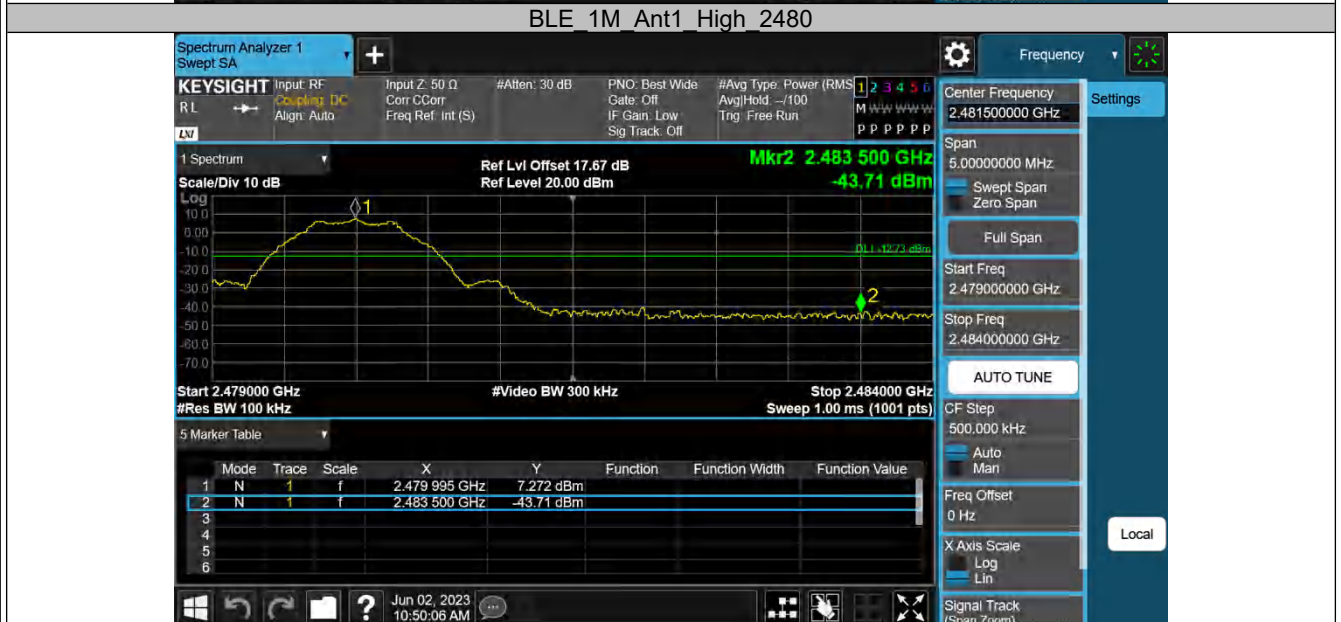 BLE_1M_Ant1_High_2480
Spectrum Analyzer 1
Swept SA
+
Frequency
KEYSIGHT
RL
LXI
Input: RF
Coupling: DC
Align: Auto
Input Z: 50 Ω
Corr CCorr
Freq Ref: Int (S)
#Atten: 30 dB
PNO: Best Wide
Gate: Off
IF Gain: Low
Sig Track: Off
#Avg Type: Power (RMS
Avg|Hold: --/100
Trig: Free Run
1 2 3 4 5 6
M W W W W W
P P P P P P
Center Frequency
2.481500000 GHz
Settings
Span
5.00000000 MHz
Swept Span
Zero Span
Full Span
Start Freq
2.479000000 GHz
Stop Freq
2.484000000 GHz
AUTO TUNE
CF Step
500.000 kHz
Auto
Man
Freq Offset
0 Hz
X Axis Scale
Log
Lin
Signal Track
(Span Zoom)
Local
1 Spectrum
Scale/Div 10 dB
Ref Lvl Offset 17.67 dB
Ref Level 20.00 dBm
Mkr2 2.483 500 GHz
-43.71 dBm
Log
10.0
0.00
-10.0
-20.0
-30.0
-40.0
-50.0
-60.0
-70.0
1
DL1 -12.73 dBm
2
Start 2.479000 GHz
#Res BW 100 kHz
#Video BW 300 kHz
Stop 2.484000 GHz
Sweep 1.00 ms (1001 pts)
5 Marker Table
Mode Trace Scale X Y Function Function Width Function Value
1 N 1 f 2.479 995 GHz 7.272 dBm
2 N 1 f 2.483 500 GHz -43.71 dBm
3
4
5
6
?
Jun 02, 2023
10:50:06 AM